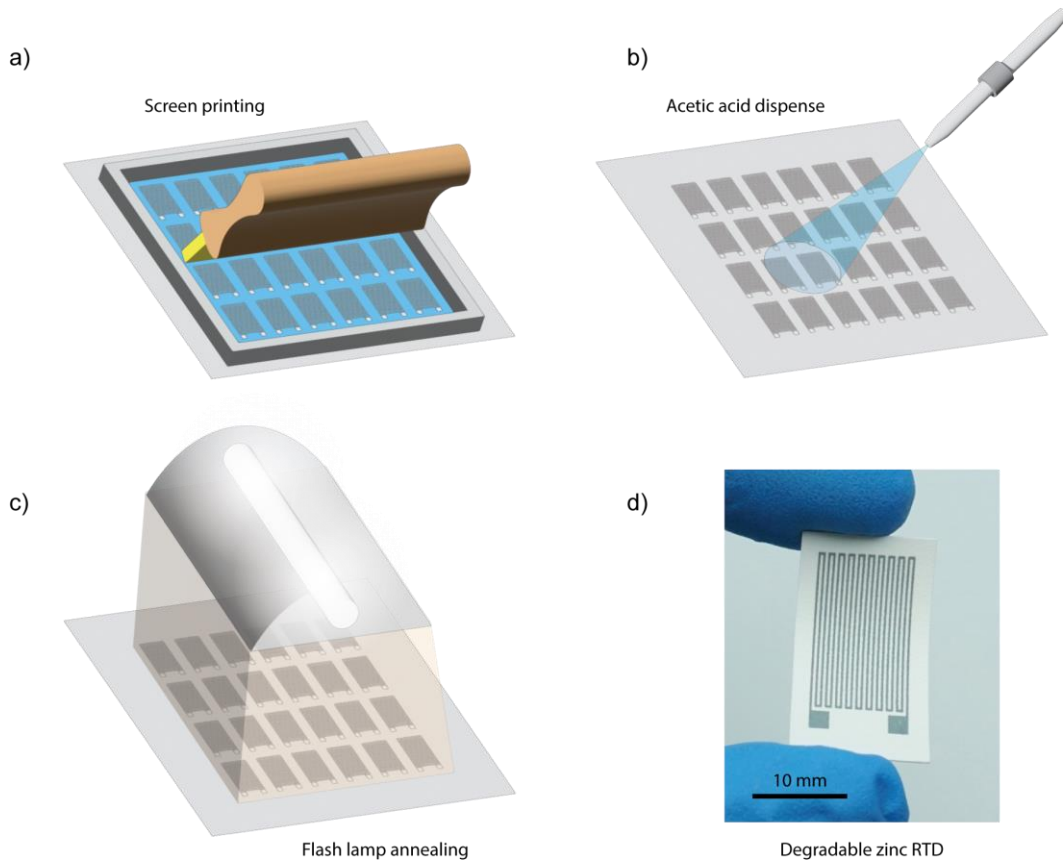 a)
Screen printing
b)
Acetic acid dispense
c)
Flash lamp annealing
d)
10 mm
Degradable zinc RTD